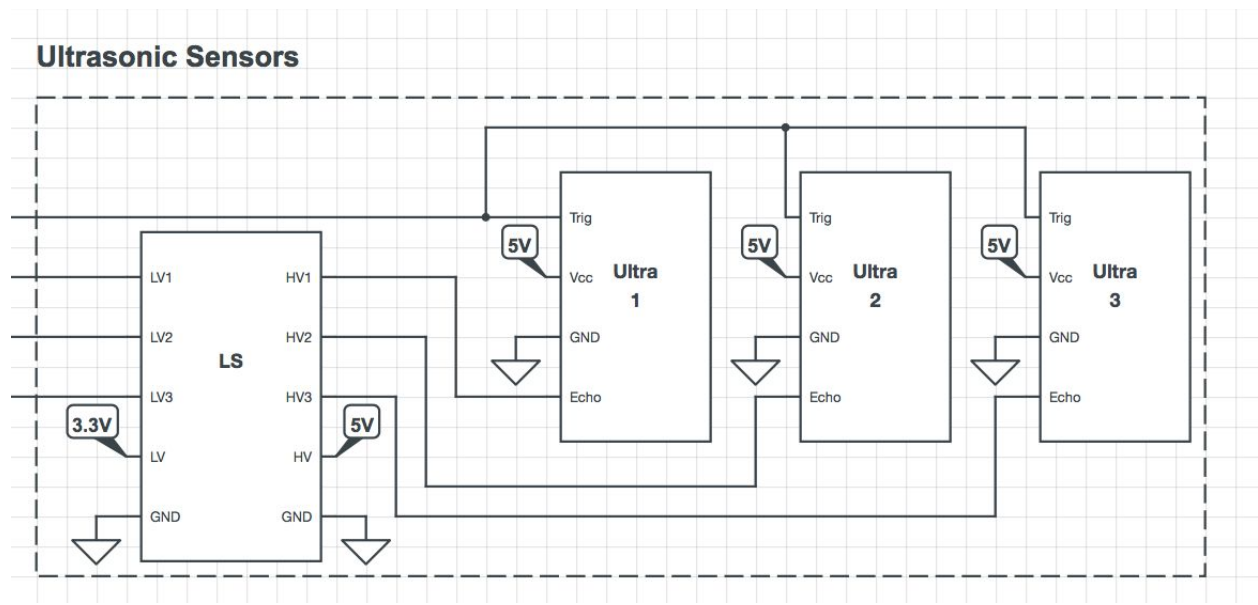 Ultrasonic Sensors
Trig
Trig
Trig
5V
5V
5V
LV1
HV1
Vcc
Ultra
1
Vcc
Ultra
2
Vcc
Ultra
3
LV2
LS
HV2
GND
GND
GND
LV3
HV3
Echo
Echo
Echo
3.3V
5V
LV
HV
GND
GND